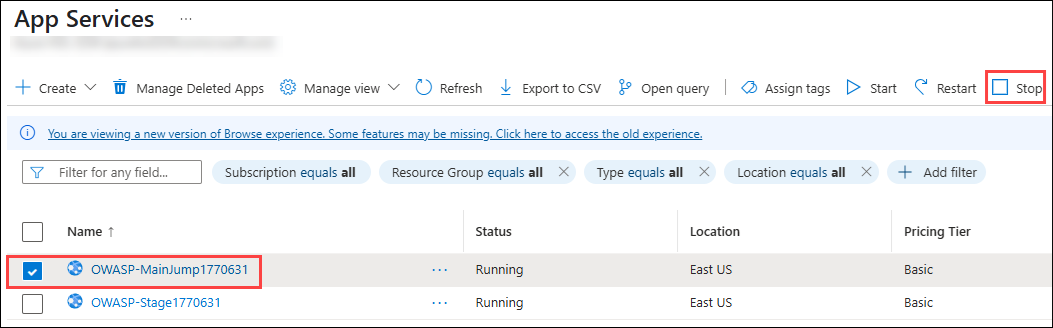 App Services ...
Create Manage Deleted Apps Manage view Refresh Export to CSV Open query Assign tags Start Restart Stop
You are viewing a new version of Browse experience. Some features may be missing. Click here to access the old experience.
Filter for any field... Subscription equals all Resource Group equals all Type equals all Location equals all Add filter
Name ↑ Status Location Pricing Tier
OWASP-MainJump1770631 ... Running East US Basic
OWASP-Stage1770631 ... Running East US Basic